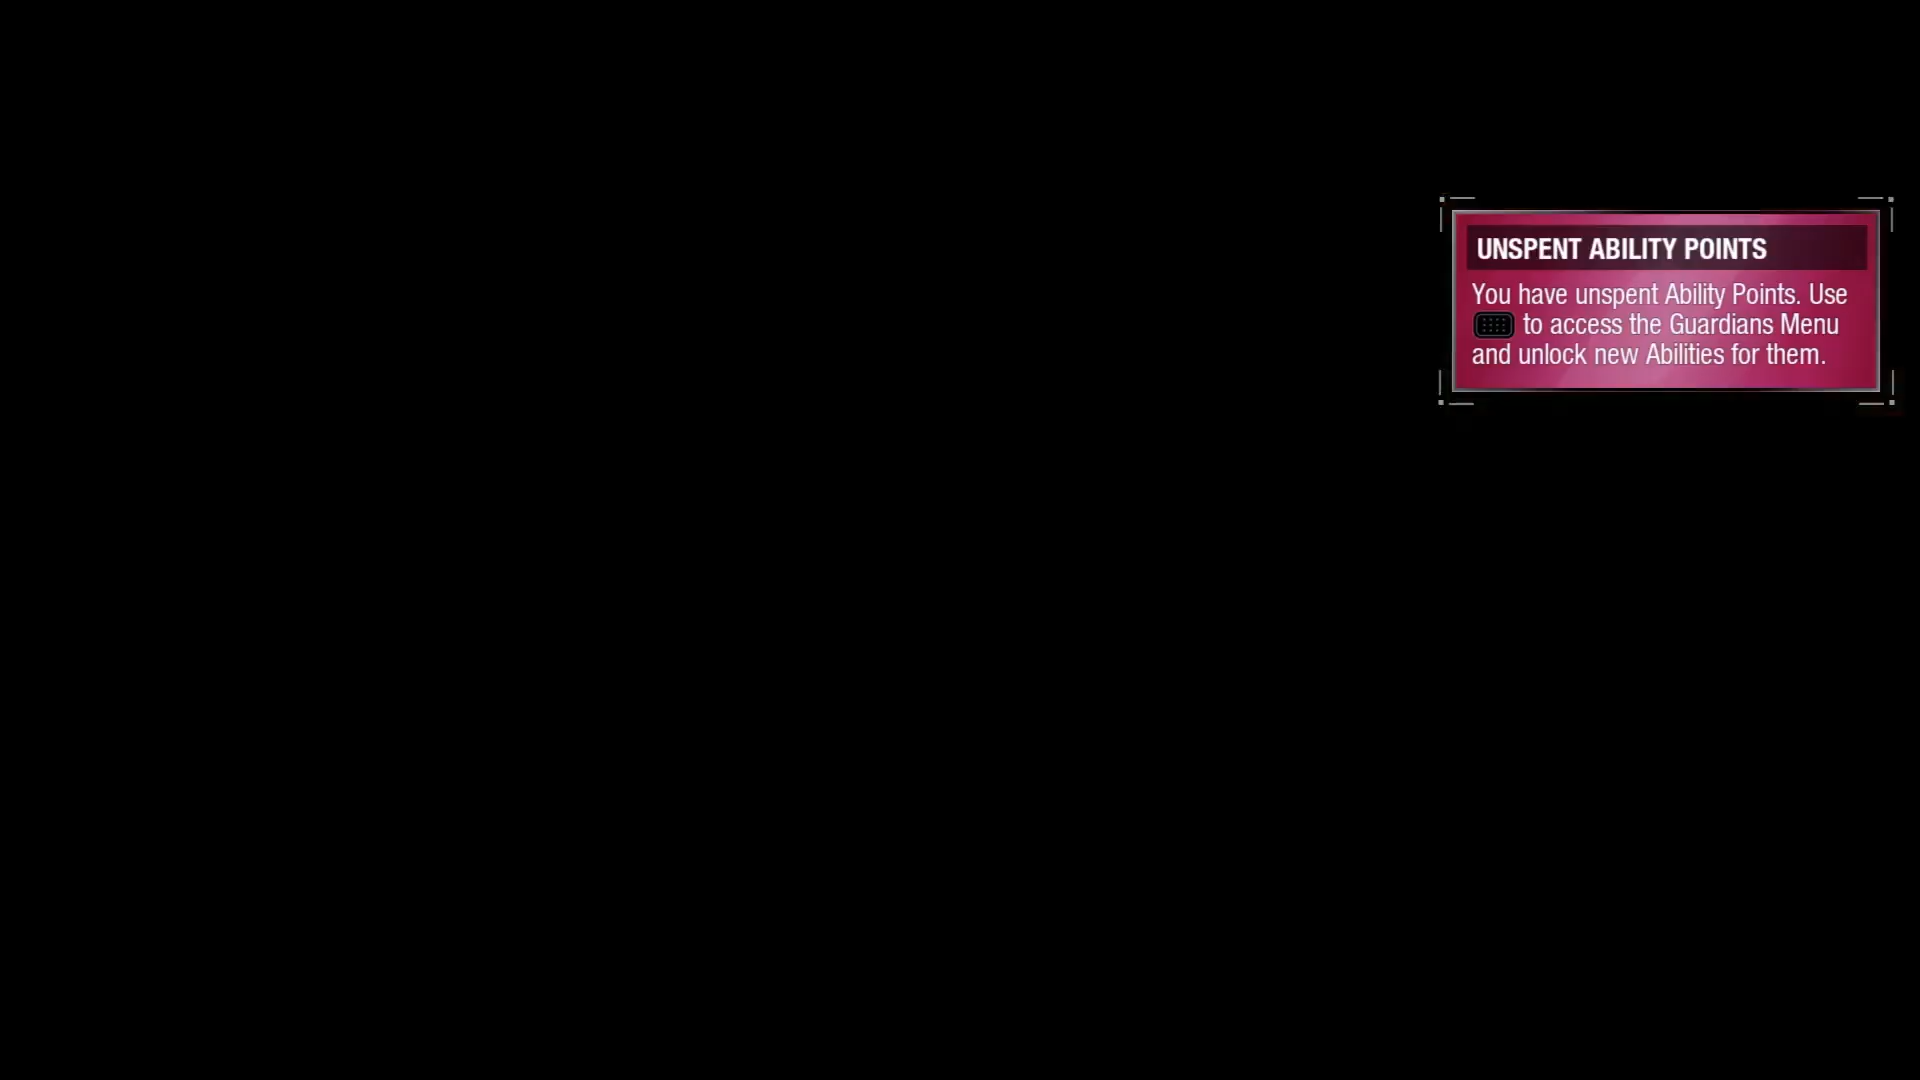 UNSPENT ABILITY POINTS
You have unspent Ability Points. Use
to access the Guardians Menu
and unlock new Abilities for them.